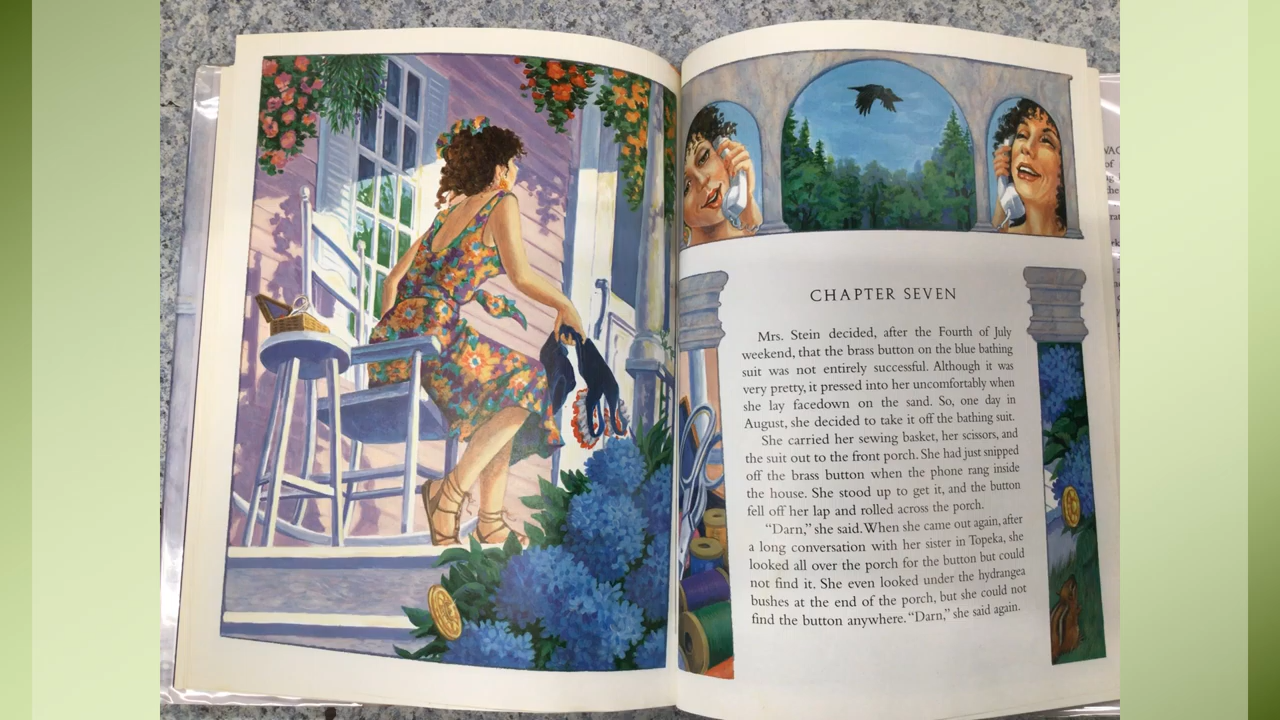 CHAPTER SEVEN
Mrs. Stein decided, after the Fourth of July
weekend, that the brass button on the blue bathing
suit was not entirely successful. Although it was
very pretty, it pressed into her uncomfortably when
she lay facedown on the sand. So, one day in
August, she decided to take it off the bathing suit.
She carried her sewing basket, her scissors, and
the suit out to the front porch. She had just snipped
off the brass button when the phone rang inside
the house. She stood up to get it, and the button
fell off her lap and rolled across the porch.
“Darn,” she said. When she came out again, after
a long conversation with her sister in Topeka, she
looked all over the porch for the button but could
not find it. She even looked under the hydrangea
bushes at the end of the porch, but she could not
find the button anywhere. “Darn,” she said again.